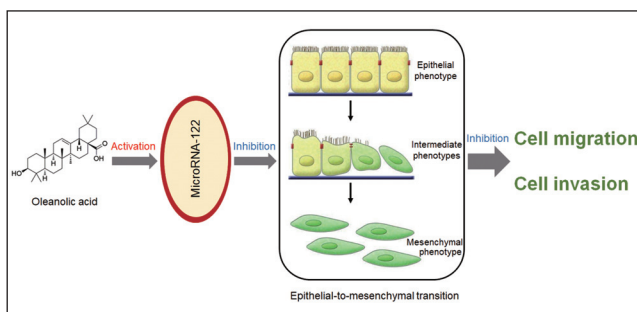 Epithelial
phenotype
Intermediate
phenotypes
Mesenchymal
phenotype
Epithelial-to-mesenchymal transition
O
OH
HO
H
H
H
Oleanolic acid
Activation
MicroRNA-122
Inhibition
Inhibition
Cell migration
Cell invasion